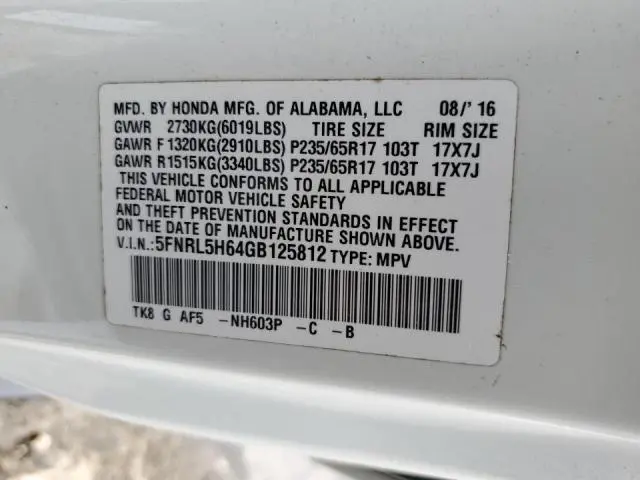 MFD. BY HONDA MFG. OF ALABAMA, LLC 08/'16
GVWR 2730KG(6019LBS) TIRE SIZE RIM SIZE
GAWR F 1320KG(2910LBS) P235/65R17 103T 17X7J
GAWR R1515KG(3340LBS) P235/65R17 103T 17X7J
THIS VEHICLE CONFORMS TO ALL APPLICABLE
FEDERAL MOTOR VEHICLE SAFETY
AND THEFT PREVENTION STANDARDS IN EFFECT
ON THE DATE OF MANUFACTURE SHOWN ABOVE.
V.I.N.:5FNRL5H64GB125812 TYPE: MPV
TK8 G AF5 -NH603P -C -B